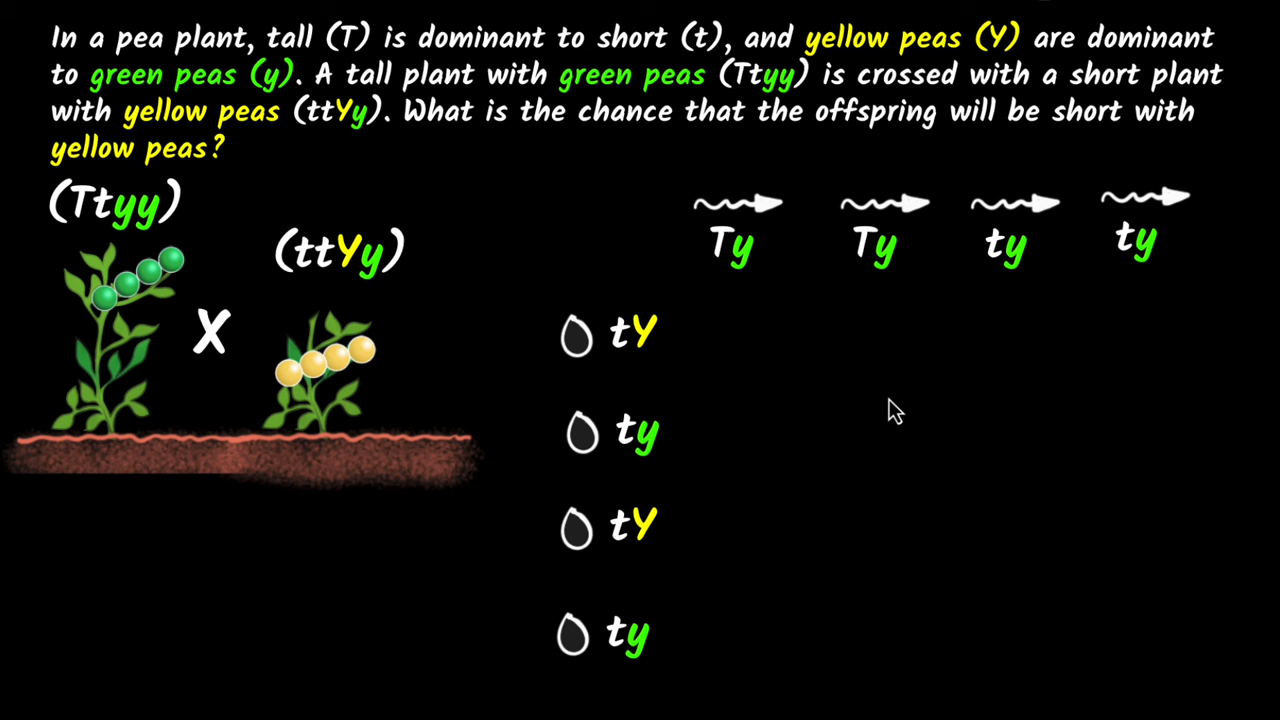 In a pea plant, tall (T) is dominant to short (t), and yellow peas (Y) are dominant
to green peas (y). A tall plant with green peas (Ttyy) is crossed with a short plant
with yellow peas (ttYy). What is the chance that the offspring will be short with
yellow peas?
(Ttyy)
(ttYy)
X
Ty Ty ty ty
tY
ty
tY
ty